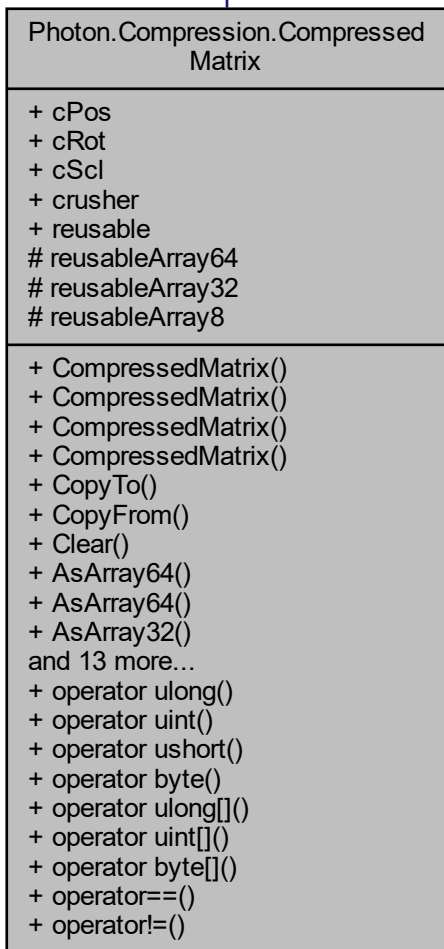 Photon.Compression.Compressed
Matrix
+ cPos
+ cRot
+ cScl
+ crusher
+ reusable
# reusableArray64
# reusableArray32
# reusableArray8
+ CompressedMatrix()
+ CompressedMatrix()
+ CompressedMatrix()
+ CompressedMatrix()
+ CopyTo()
+ CopyFrom()
+ Clear()
+ AsArray64()
+ AsArray64()
+ AsArray32()
and 13 more...
+ operator ulong()
+ operator uint()
+ operator ushort()
+ operator byte()
+ operator ulong[]()
+ operator uint[]()
+ operator byte[]()
+ operator==()
+ operator!=()